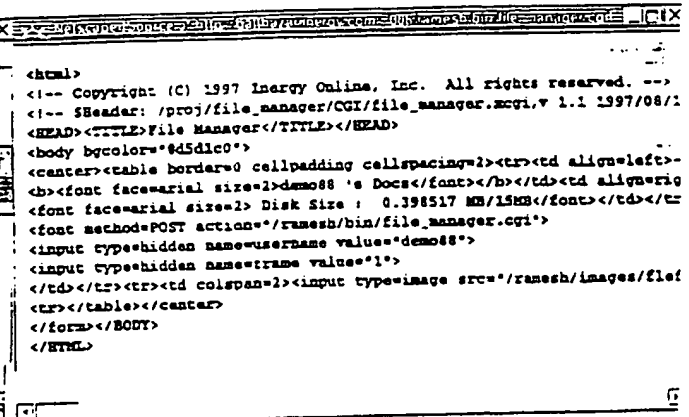 <html>
<!-- Copyright (C) 1997 Inergy Online, Inc. All rights reserved. -->
<!-- $Header: /proj/file_manager/CGI/file_manager.mcgi,v 1.1 1997/08/1
<HEAD><TITLE>File Manager</TITLE></HEAD>
<body bgcolor="#d5d1c0">
<center><table border=0 cellpadding cellspacing=2><tr><td align=left>
<b><font face=arial size=2>demo88 's Docs</font></b></td><td align=rig
<font face=arial size=2> Disk Size : 0.398517 MB/15MB</font></td></tr
<font method=POST action="/ramesh/bin/file_manager.cgi">
<input type=hidden name=username value="demo88">
<input type=hidden name=trame value="1">
</td></tr><tr><td colspan=2><input type=image src="/ramesh/images/flef
<tr></table></center>
</form></BODY>
</HTML>